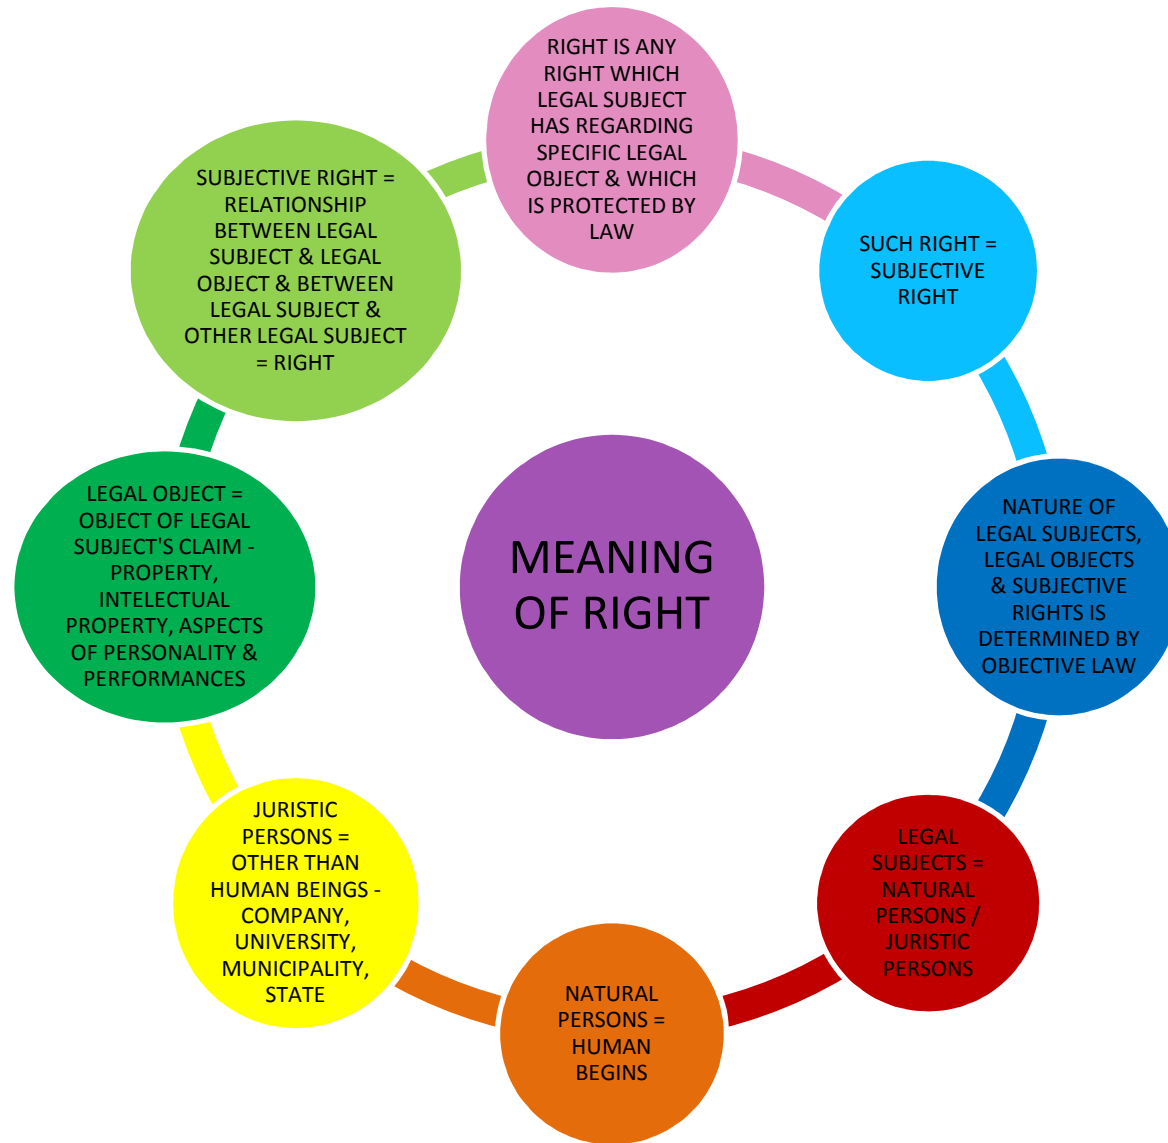 RIGHT IS ANY
RIGHT WHICH
LEGAL SUBJECT
HAS REGARDING
SPECIFIC LEGAL
OBJECT & WHICH
IS PROTECTED BY
LAW
SUCH RIGHT =
SUBJECTIVE
RIGHT
NATURE OF
LEGAL SUBJECTS,
LEGAL OBJECTS
& SUBJECTIVE
RIGHTS IS
DETERMINED BY
OBJECTIVE LAW
LEGAL
SUBJECTS =
NATURAL
PERSONS /
JURISTIC
PERSONS
NATURAL
PERSONS =
HUMAN
BEGINS
JURISTIC
PERSONS =
OTHER THAN
HUMAN BEINGS -
COMPANY,
UNIVERSITY,
MUNICIPALITY,
STATE
LEGAL OBJECT =
OBJECT OF LEGAL
SUBJECT'S CLAIM -
PROPERTY,
INTELECTUAL
PROPERTY, ASPECTS
OF PERSONALITY &
PERFORMANCES
SUBJECTIVE RIGHT =
RELATIONSHIP
BETWEEN LEGAL
SUBJECT & LEGAL
OBJECT & BETWEEN
LEGAL SUBJECT &
OTHER LEGAL SUBJECT
= RIGHT
MEANING
OF RIGHT